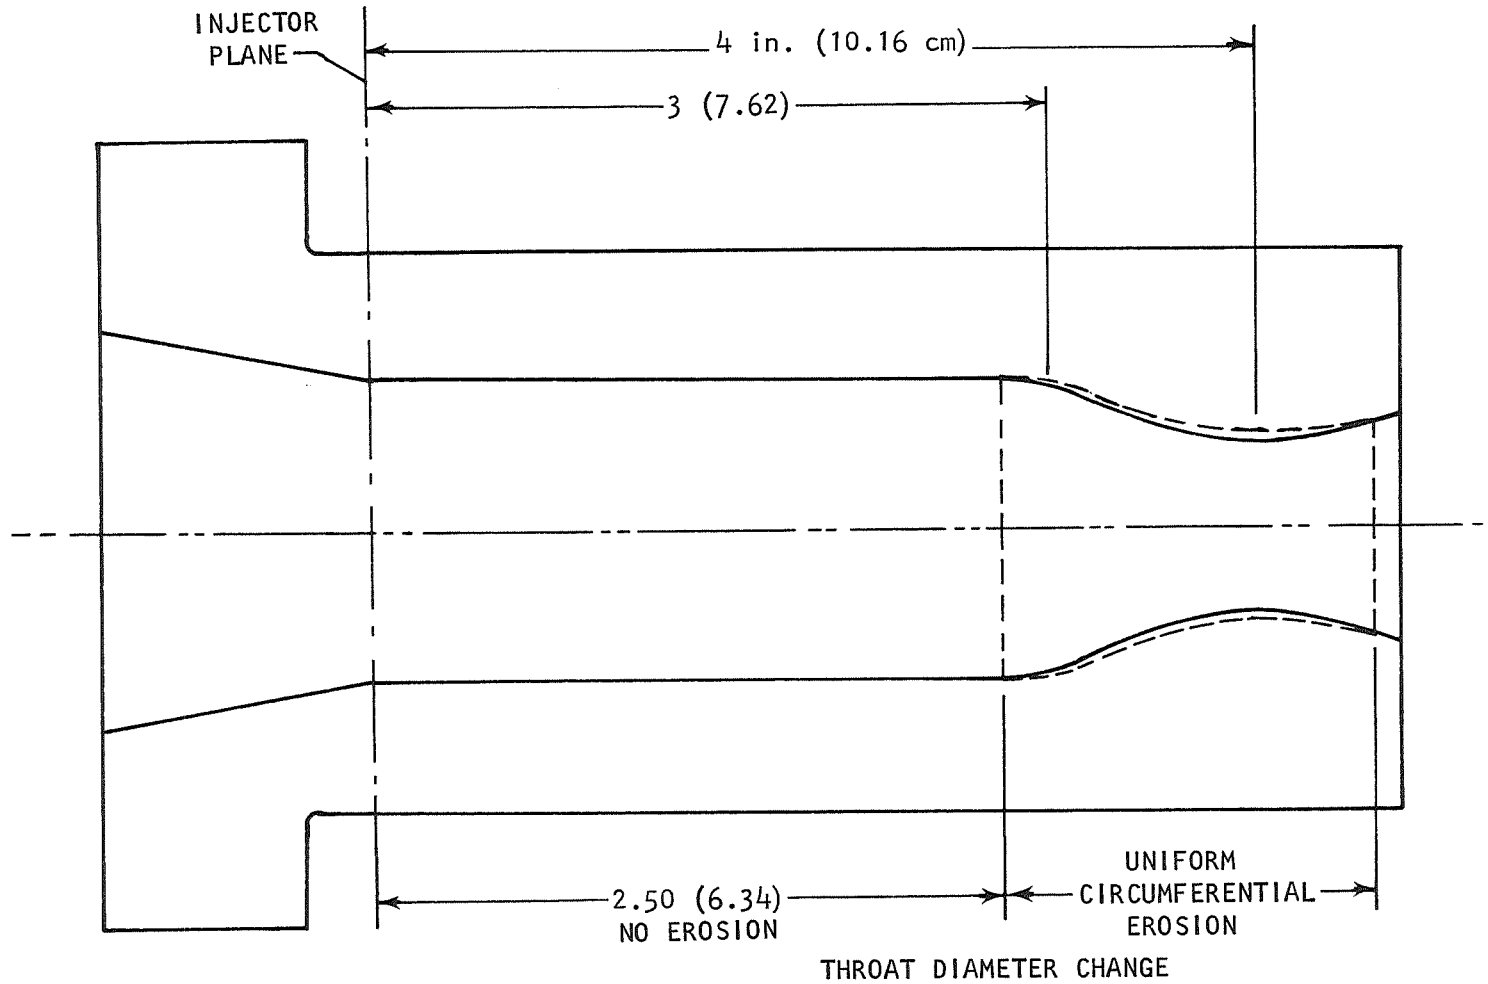 INJECTOR
PLANE
4 in. (10.16 cm)
3 (7.62)
2.50 (6.34)
NO EROSION
UNIFORM
CIRCUMFERENTIAL
EROSION
THROAT DIAMETER CHANGE